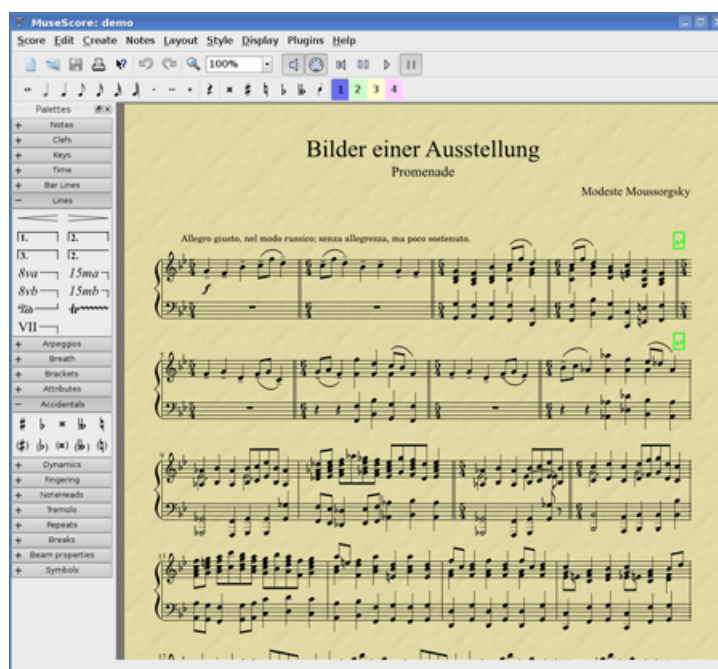 MuseScore: demo
Score Edit Create Notes Layout Style Display Plugins Help
100%
1 2 3 4
Palettes
+ Notes
+ Clefs
+ Keys
+ Time
+ Bar Lines
− Lines
1. 2.
3. 2.
8va 15ma
8vb 15mb
VII
+ Arpeggios
+ Breath
+ Brackets
+ Attributes
− Accidentals
+ Dynamics
+ Fingering
+ NoteHeads
+ Tremolo
+ Repeats
+ Breaks
+ Beam properties
+ Symbols
Bilder einer Ausstellung
Promenade
Modeste Moussorgsky
Allegro giusto, nel modo russico; senza allegrezza, ma poco sostenuto.
f
5
9
13
17